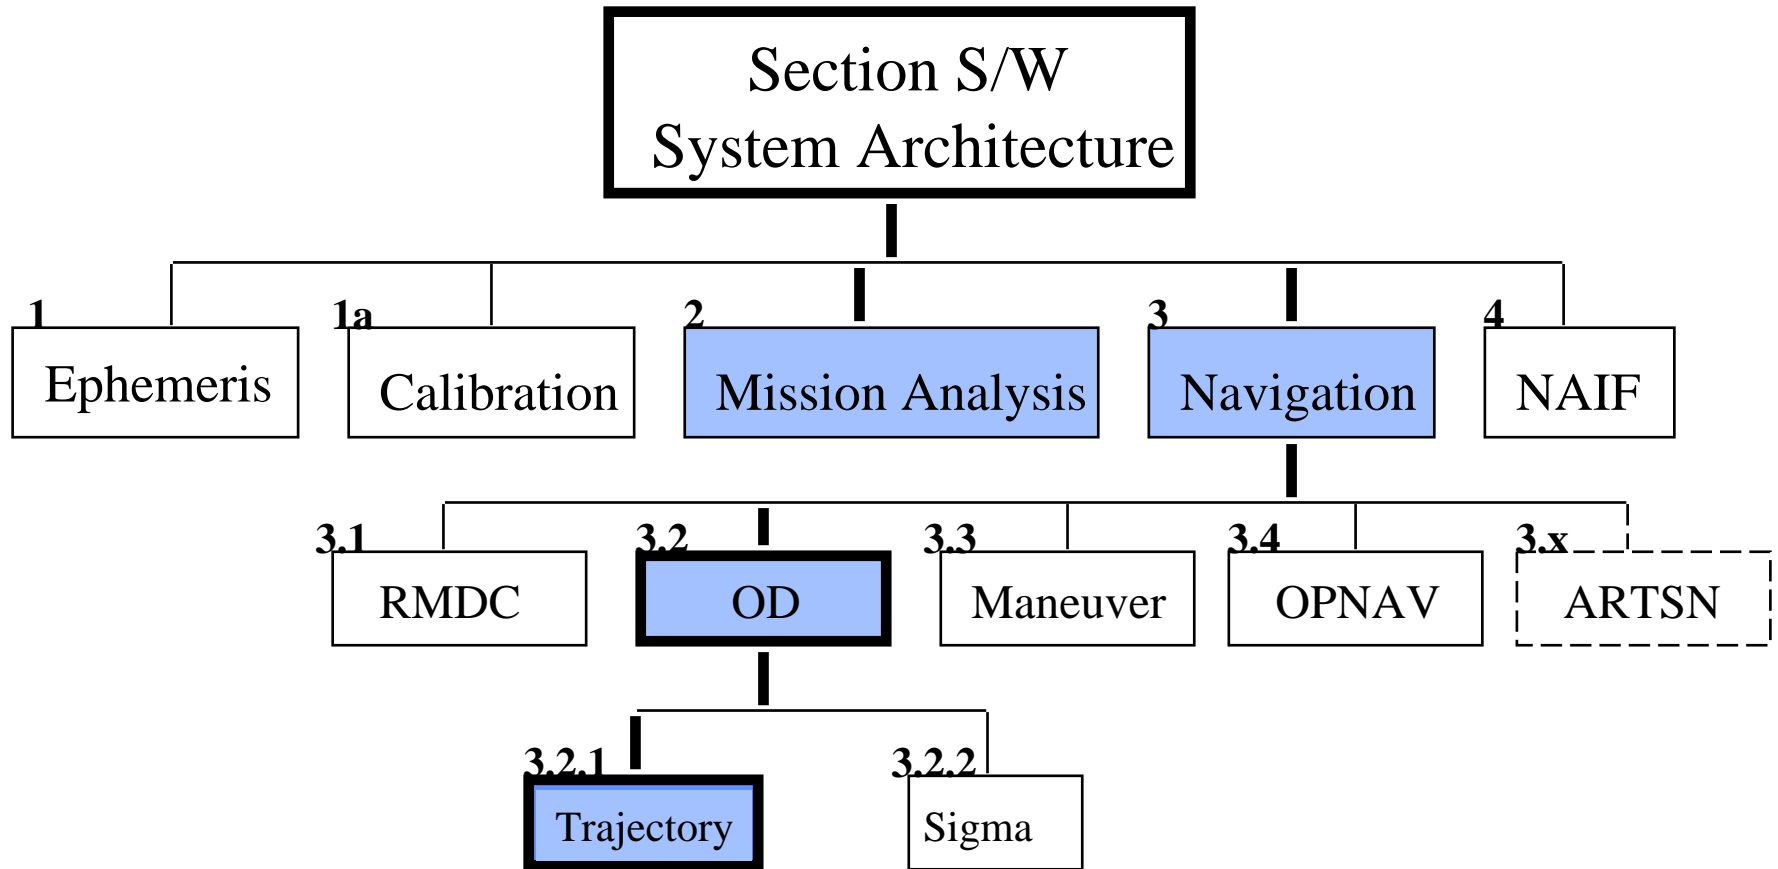 Section S/W
System Architecture
1
Ephemeris
1a
Calibration
2
Mission Analysis
3
Navigation
4
NAIF
3.1
RMDC
3.2
OD
3.3
Maneuver
3.4
OPNAV
3.x
ARTSN
3.2.1
Trajectory
3.2.2
Sigma